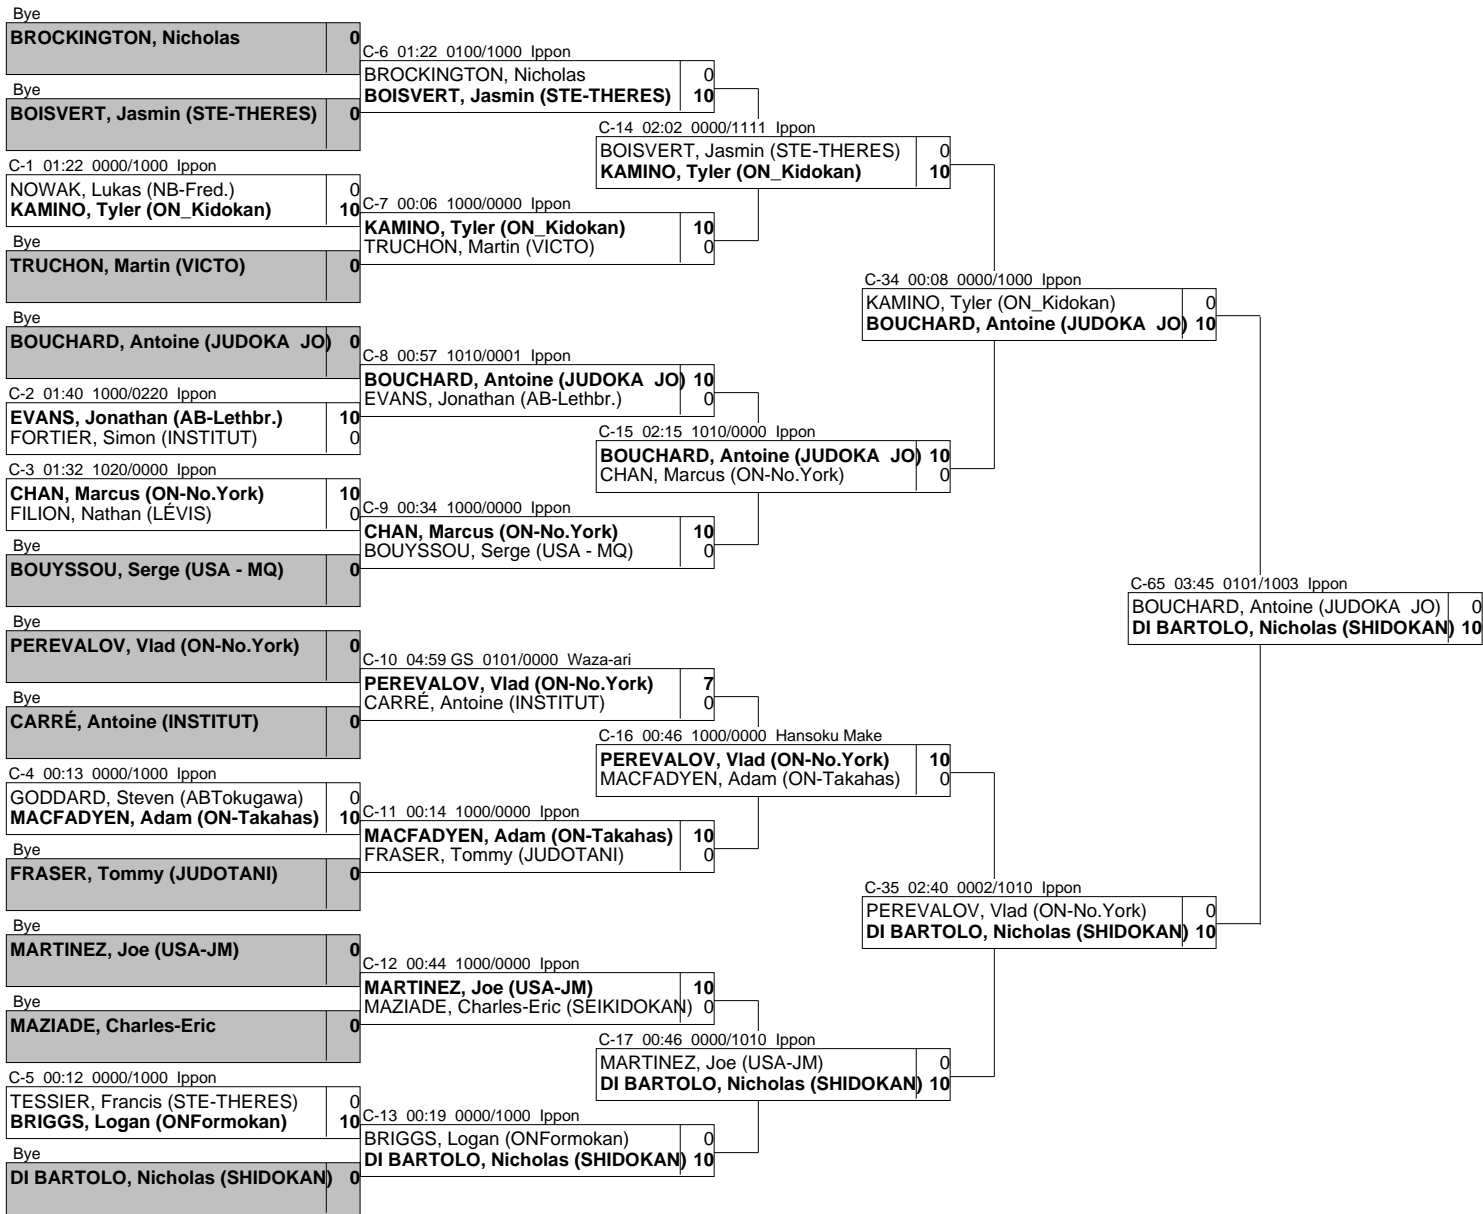 Bye
BROCKINGTON, Nicholas 0
Bye
BOISVERT, Jasmin (STE-THERES) 0
C-1 01:22 0000/1000 Ippon
NOWAK, Lukas (NB-Fred.) 0
KAMINO, Tyler (ON_Kidokan) 10
Bye
TRUCHON, Martin (VICTO) 0
Bye
BOUCHARD, Antoine (JUDOKA JO) 0
C-2 01:40 1000/0220 Ippon
EVANS, Jonathan (AB-Lethbr.) 10
FORTIER, Simon (INSTITUT) 0
C-3 01:32 1020/0000 Ippon
CHAN, Marcus (ON-No.York) 10
FILION, Nathan (LÉVIS) 0
Bye
BOUYSSOU, Serge (USA - MQ) 0
Bye
PEREVALOV, Vlad (ON-No.York) 0
Bye
CARRÉ, Antoine (INSTITUT) 0
C-4 00:13 0000/1000 Ippon
GODDARD, Steven (ABTokugawa) 0
MACFADYEN, Adam (ON-Takahas) 10
Bye
FRASER, Tommy (JUDOTANI) 0
Bye
MARTINEZ, Joe (USA-JM) 0
Bye
MAZIADE, Charles-Eric 0
C-5 00:12 0000/1000 Ippon
TESSIER, Francis (STE-THERES) 0
BRIGGS, Logan (ONFormokan) 10
Bye
DI BARTOLO, Nicholas (SHIDOKAN) 0
C-6 01:22 0100/1000 Ippon
BROCKINGTON, Nicholas 0
BOISVERT, Jasmin (STE-THERES) 10
C-7 00:06 1000/0000 Ippon
KAMINO, Tyler (ON_Kidokan) 10
TRUCHON, Martin (VICTO) 0
C-8 00:57 1010/0001 Ippon
BOUCHARD, Antoine (JUDOKA JO) 10
EVANS, Jonathan (AB-Lethbr.) 0
C-9 00:34 1000/0000 Ippon
CHAN, Marcus (ON-No.York) 10
BOUYSSOU, Serge (USA - MQ) 0
C-10 04:59 GS 0101/0000 Waza-ari
PEREVALOV, Vlad (ON-No.York) 7
CARRÉ, Antoine (INSTITUT) 0
C-11 00:14 1000/0000 Ippon
MACFADYEN, Adam (ON-Takahas) 10
FRASER, Tommy (JUDOTANI) 0
C-12 00:44 1000/0000 Ippon
MARTINEZ, Joe (USA-JM) 10
MAZIADE, Charles-Eric (SEIKIDOKAN) 0
C-13 00:19 0000/1000 Ippon
BRIGGS, Logan (ONFormokan) 0
DI BARTOLO, Nicholas (SHIDOKAN) 10
C-14 02:02 0000/1111 Ippon
BOISVERT, Jasmin (STE-THERES) 0
KAMINO, Tyler (ON_Kidokan) 10
C-15 02:15 1010/0000 Ippon
BOUCHARD, Antoine (JUDOKA JO) 10
CHAN, Marcus (ON-No.York) 0
C-16 00:46 1000/0000 Hansoku Make
PEREVALOV, Vlad (ON-No.York) 10
MACFADYEN, Adam (ON-Takahas) 0
C-17 00:46 0000/1010 Ippon
MARTINEZ, Joe (USA-JM) 0
DI BARTOLO, Nicholas (SHIDOKAN) 10
C-34 00:08 0000/1000 Ippon
KAMINO, Tyler (ON_Kidokan) 0
BOUCHARD, Antoine (JUDOKA JO) 10
C-35 02:40 0002/1010 Ippon
PEREVALOV, Vlad (ON-No.York) 0
DI BARTOLO, Nicholas (SHIDOKAN) 10
C-65 03:45 0101/1003 Ippon
BOUCHARD, Antoine (JUDOKA JO) 0
DI BARTOLO, Nicholas (SHIDOKAN) 10